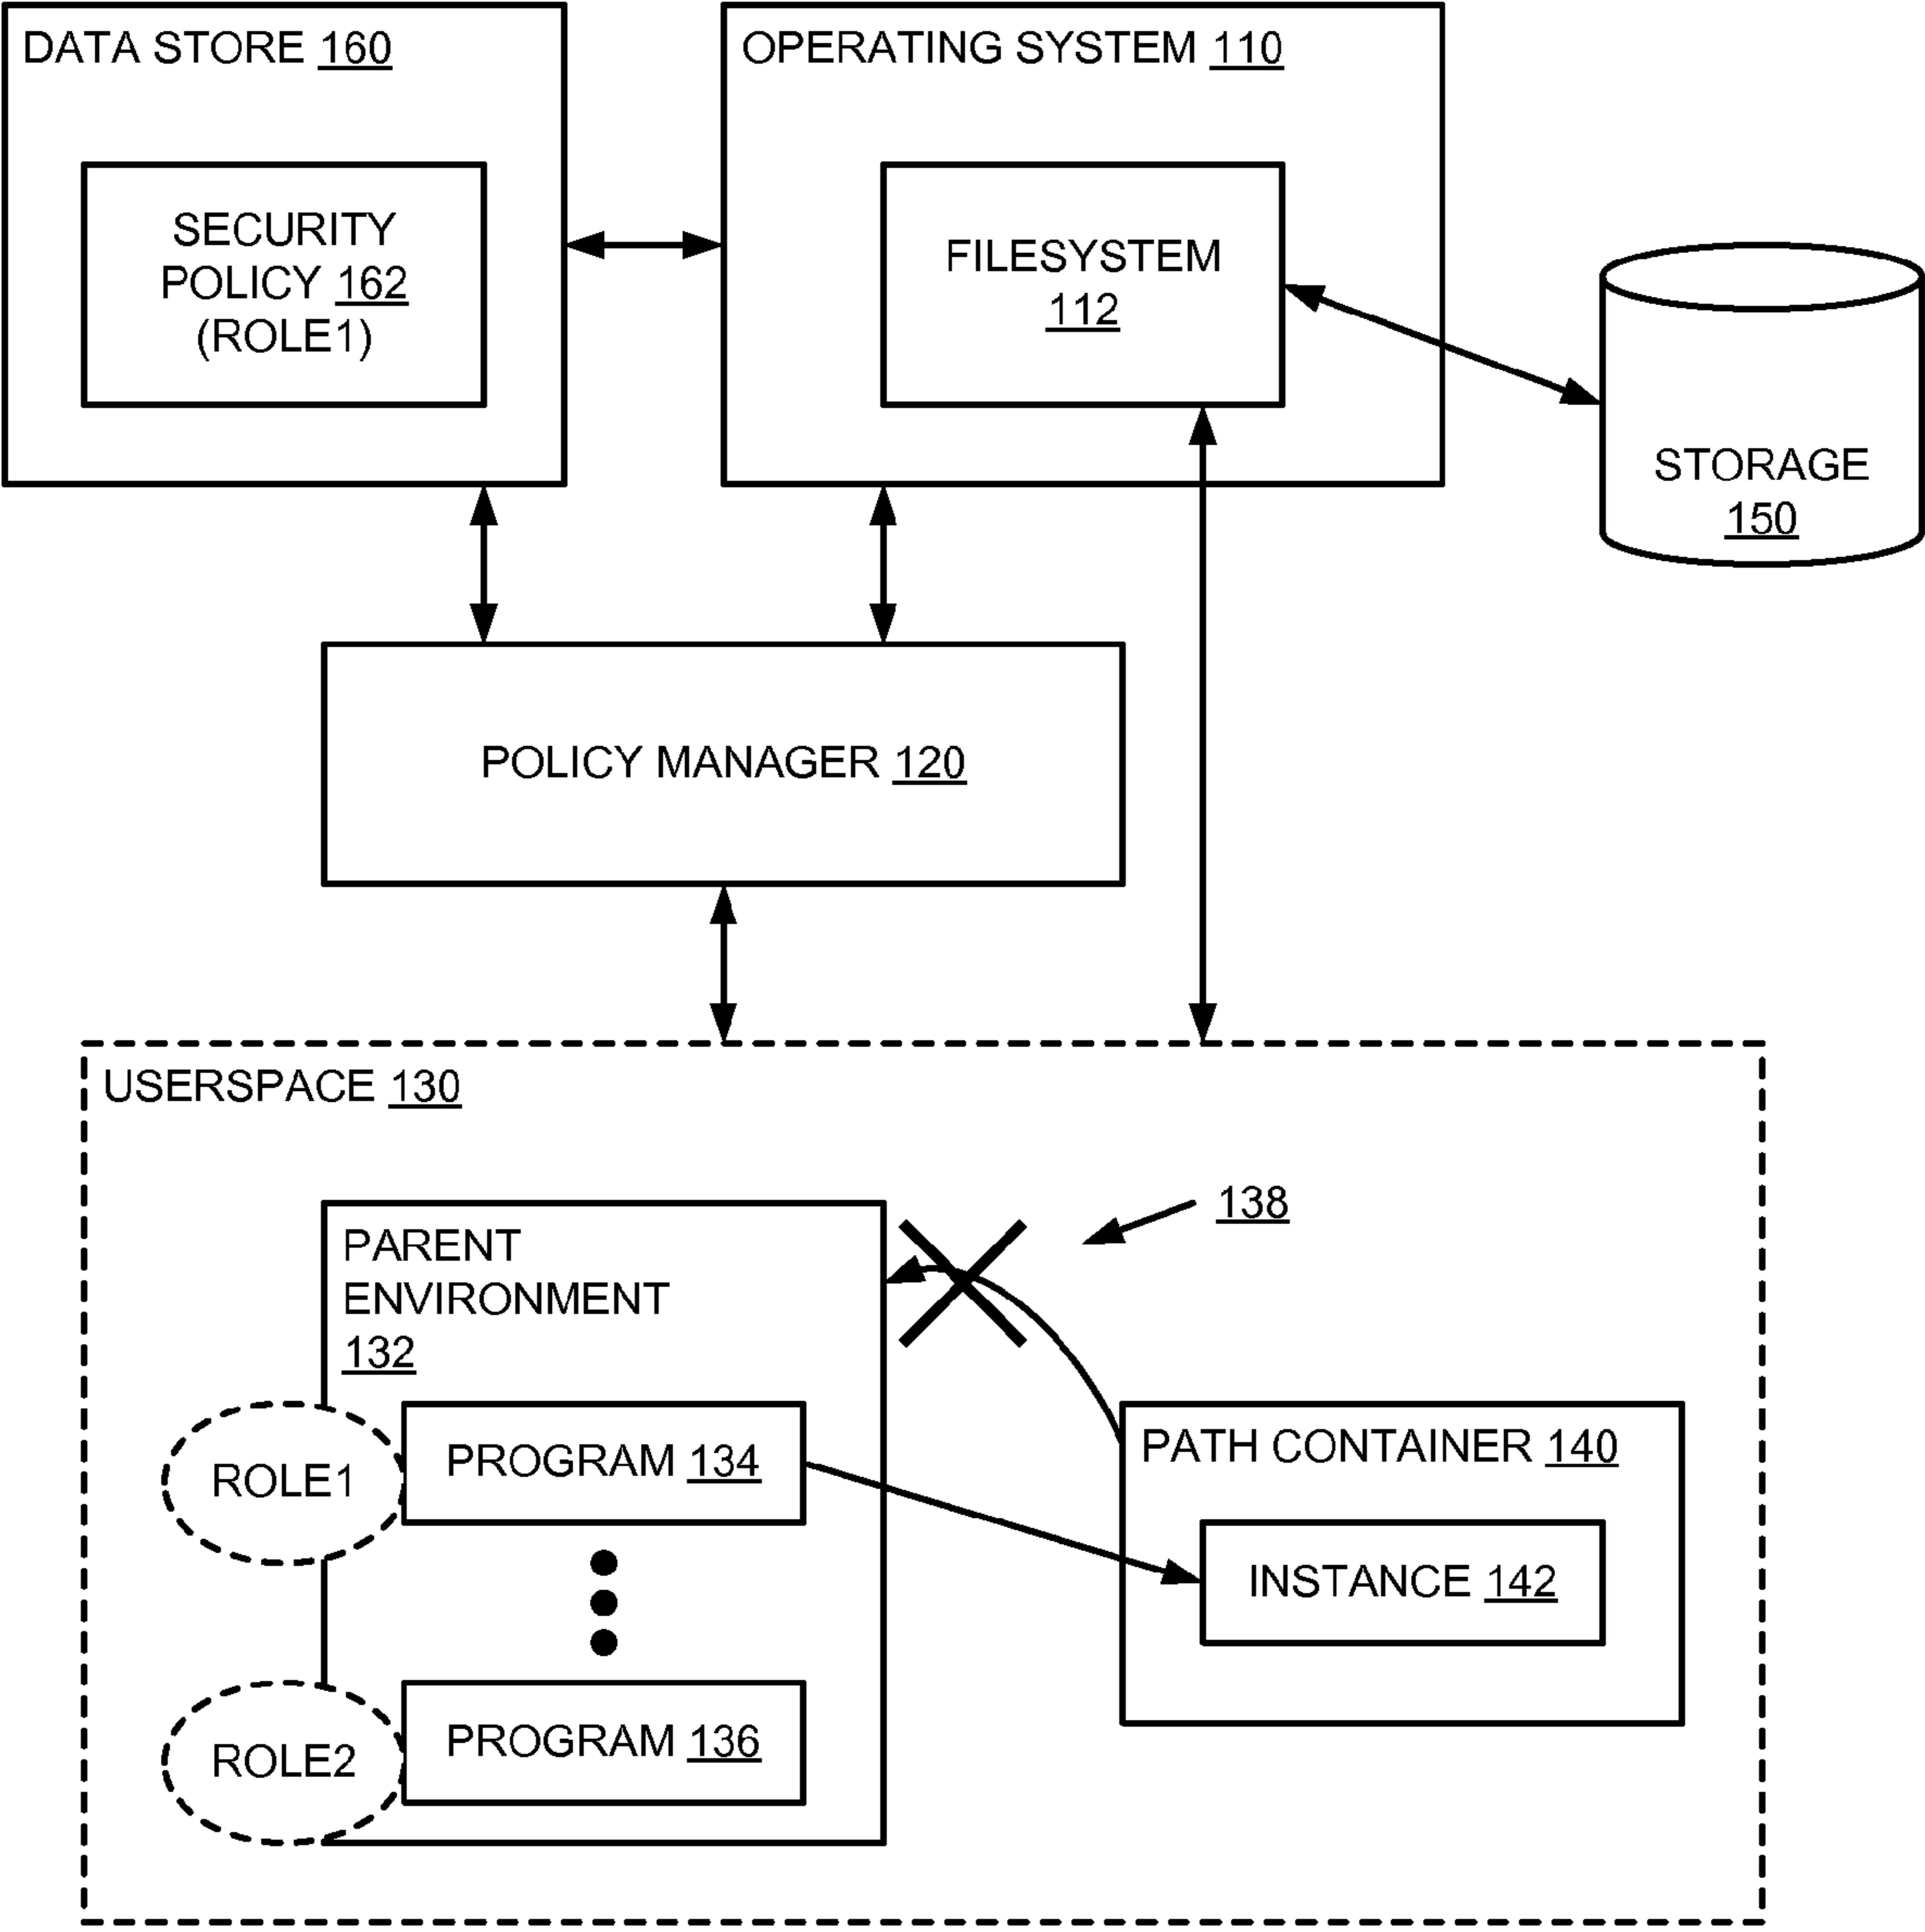 DATA STORE 160
SECURITY
POLICY 162
(ROLE1)
OPERATING SYSTEM 110
FILESYSTEM
112
STORAGE
150
POLICY MANAGER 120
USERSPACE 130
138
PARENT
ENVIRONMENT
132
ROLE1
PROGRAM 134
PATH CONTAINER 140
INSTANCE 142
ROLE2
PROGRAM 136